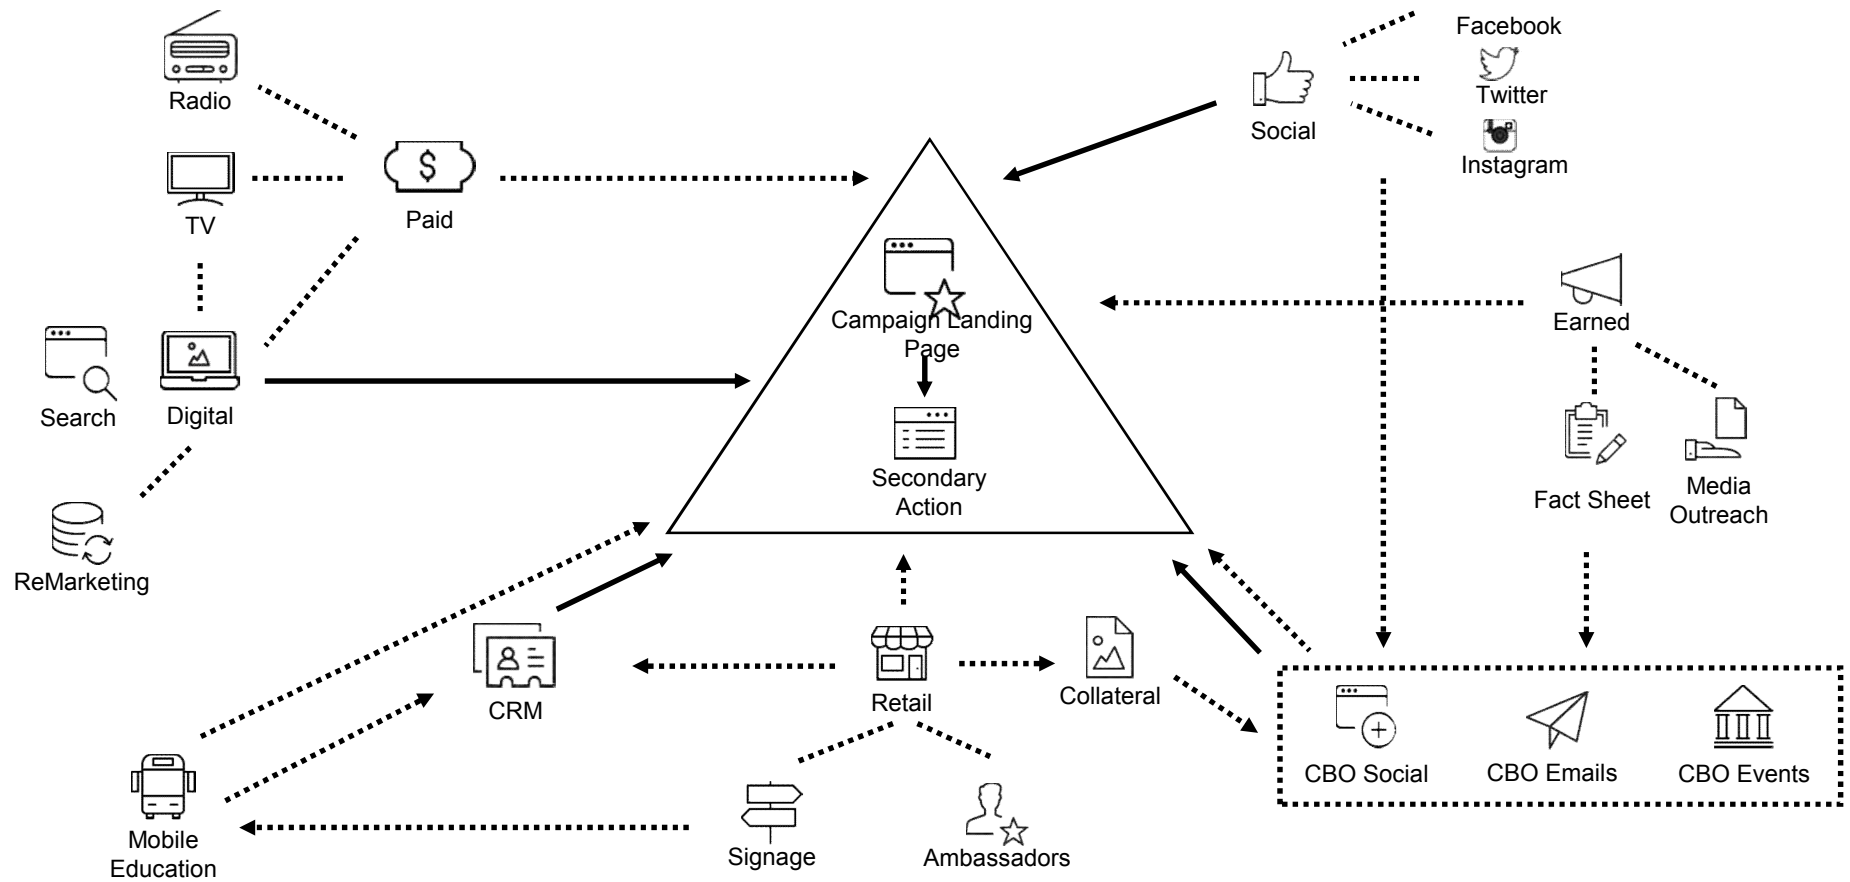 Radio
TV
Paid
Search
Digital
ReMarketing
Campaign Landing
Page
Secondary
Action
Social
Facebook
Twitter
Instagram
Earned
Fact Sheet
Media
Outreach
CRM
Retail
Collateral
Mobile
Education
Signage
Ambassadors
CBO Social
CBO Emails
CBO Events
$